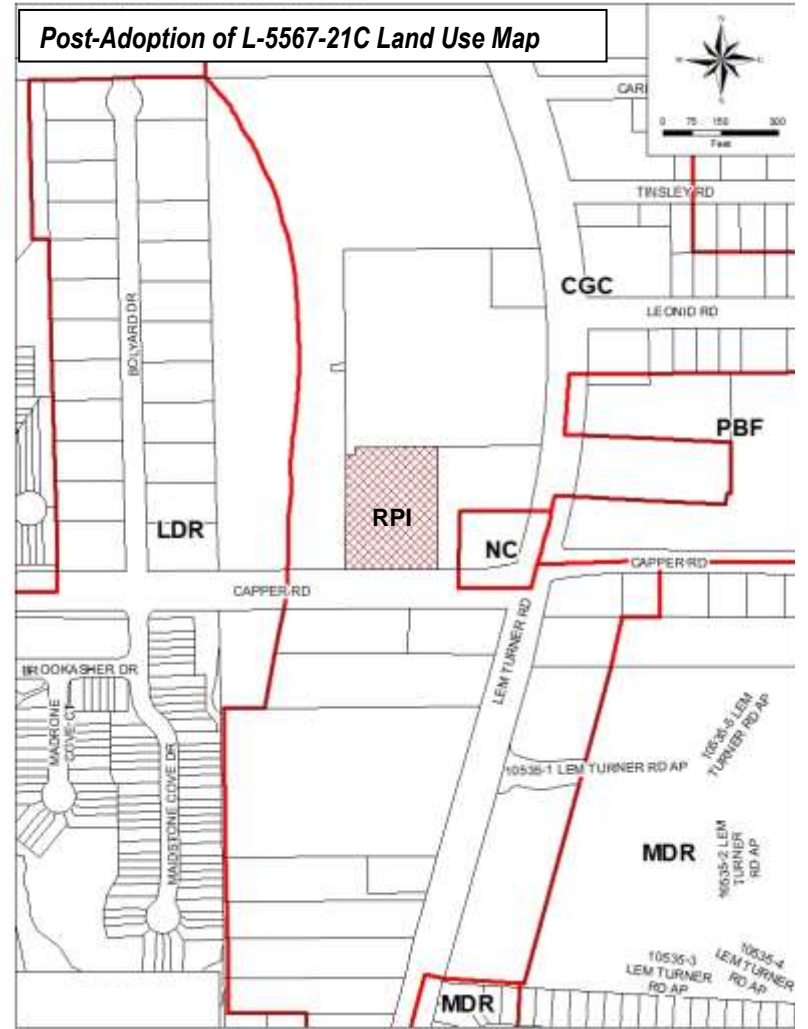 Post-Adoption of L-5567-21C Land Use Map
N
W
E
S
0 75 150 300
Feet
TINSLEY RD
CGC
LEONID RD
BOLYARD DR
PBF
RPI
LDR
NC
CAPPER RD
CAPPER RD
LEM TURNER RD
BROOKASHER DR
MADRONE
COVE CT
MAIDSTONE COVE DR
10535-1 LEM TURNER RD AP
10535-5 LEM
TURNER RD AP
MDR
10535-2 LEM
TURNER
RD AP
10535-3
LEM TURNER
RD AP
10535-4
LEM TURNER
RD AP
MDR